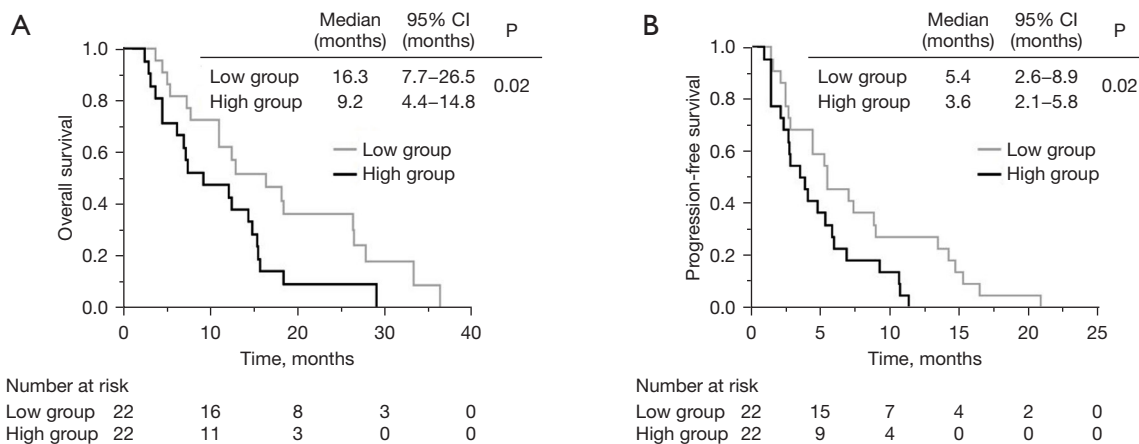 A
Median (months) 95% CI (months) P
Low group 16.3 7.7–26.5 0.02
High group 9.2 4.4–14.8
Overall survival
1.0
0.8
0.6
0.4
0.2
0.0
Low group
High group
0 10 20 30 40
Time, months
Number at risk
Low group 22 16 8 3 0
High group 22 11 3 0 0
B
Median (months) 95% CI (months) P
Low group 5.4 2.6–8.9 0.02
High group 3.6 2.1–5.8
Progression-free survival
1.0
0.8
0.6
0.4
0.2
0.0
Low group
High group
0 5 10 15 20 25
Time, months
Number at risk
Low group 22 15 7 4 2 0
High group 22 9 4 0 0 0